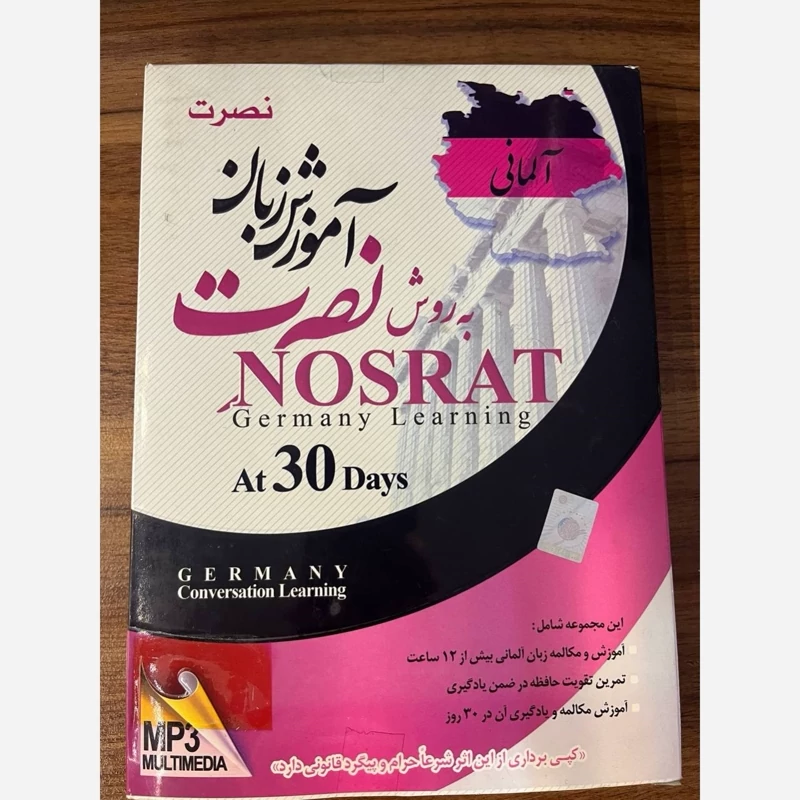 نصرت
آلمانی
آموزش زبان
به روش نصرت
NOSRAT
Germany Learning
At 30 Days
GERMANY
Conversation Learning
این مجموعه شامل:
آموزش و مکالمه زبان آلمانی بیش از ۱۲ ساعت
تمرین تقویت حافظه در ضمن یادگیری
آموزش مکالمه و یادگیری آن در ۳۰ روز
MP3
MULTIMEDIA
«کپی برداری از این اثر شرعاً حرام و پیگرد قانونی دارد»